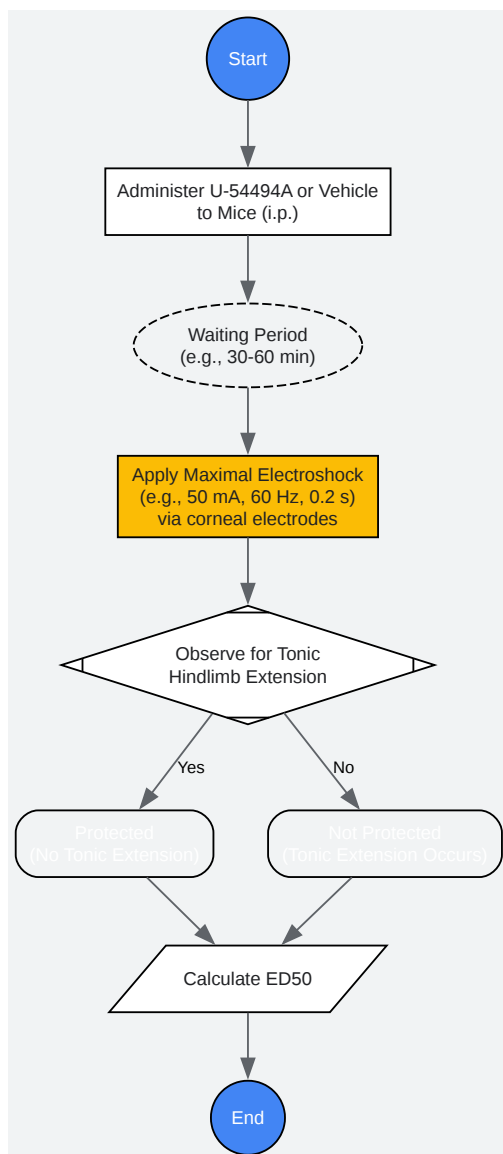 Start
Administer U-54494A or Vehicle
to Mice (i.p.)
Waiting Period
(e.g., 30-60 min)
Apply Maximal Electroshock
(e.g., 50 mA, 60 Hz, 0.2 s)
via corneal electrodes
Observe for Tonic
Hindlimb Extension
Yes
No
Protected
(No Tonic Extension)
Not Protected
(Tonic Extension Occurs)
Calculate ED50
End